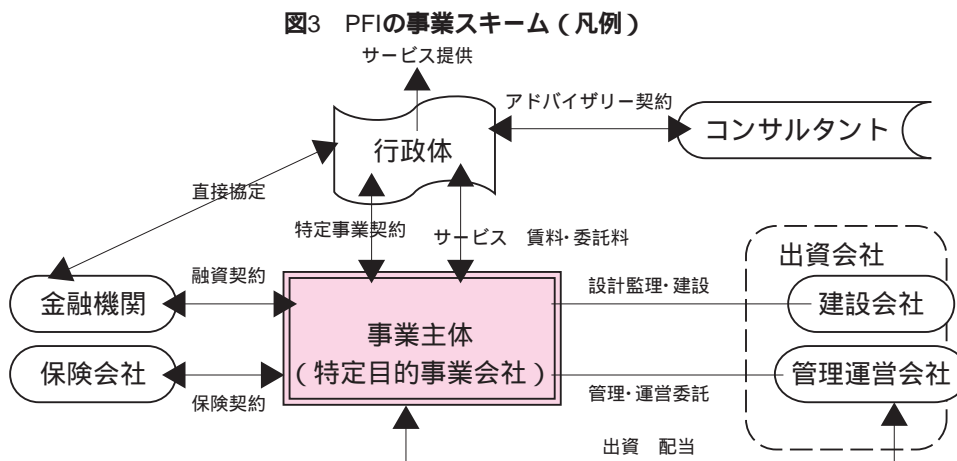 図3 PFIの事業スキーム（凡例）
サービス提供
アドバイザリー契約
コンサルタント
行政体
直接協定
特定事業契約
サービス 賃料・委託料
出資会社
融資契約
設計監理・建設
金融機関
建設会社
事業主体
（特定目的事業会社）
保険会社
管理運営会社
保険契約
管理・運営委託
出資 配当